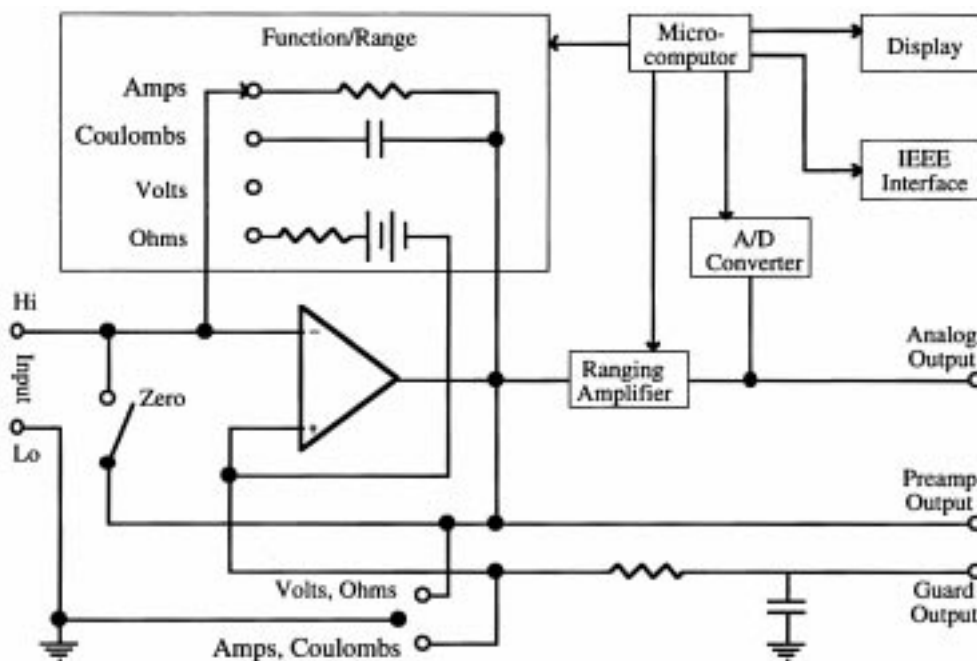 Function/Range
Amps
Coulombs
Volts
Ohms
Micro-
computor
Display
IEEE
Interface
A/D
Converter
Hi
Input
Lo
Zero
-
+
Ranging
Amplifier
Analog
Output
Preamp
Output
Guard
Output
Volts, Ohms
Amps, Coulombs